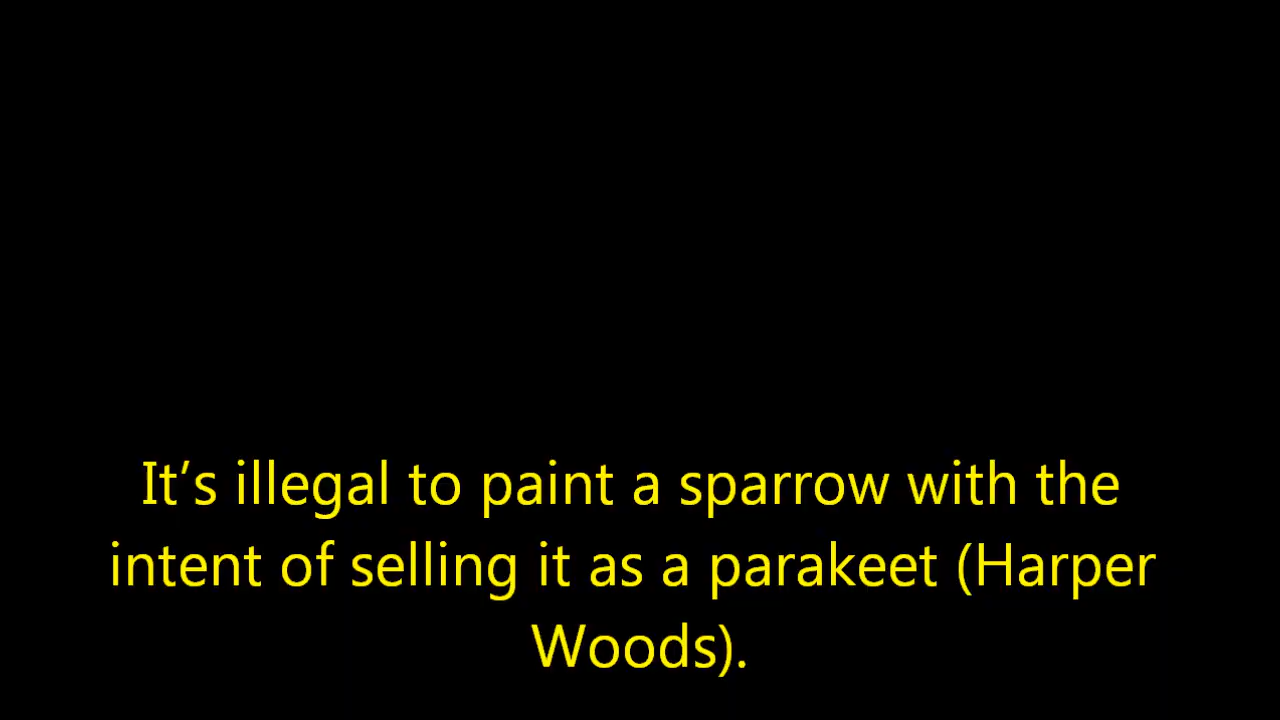 It’s illegal to paint a sparrow with the
intent of selling it as a parakeet (Harper
Woods).